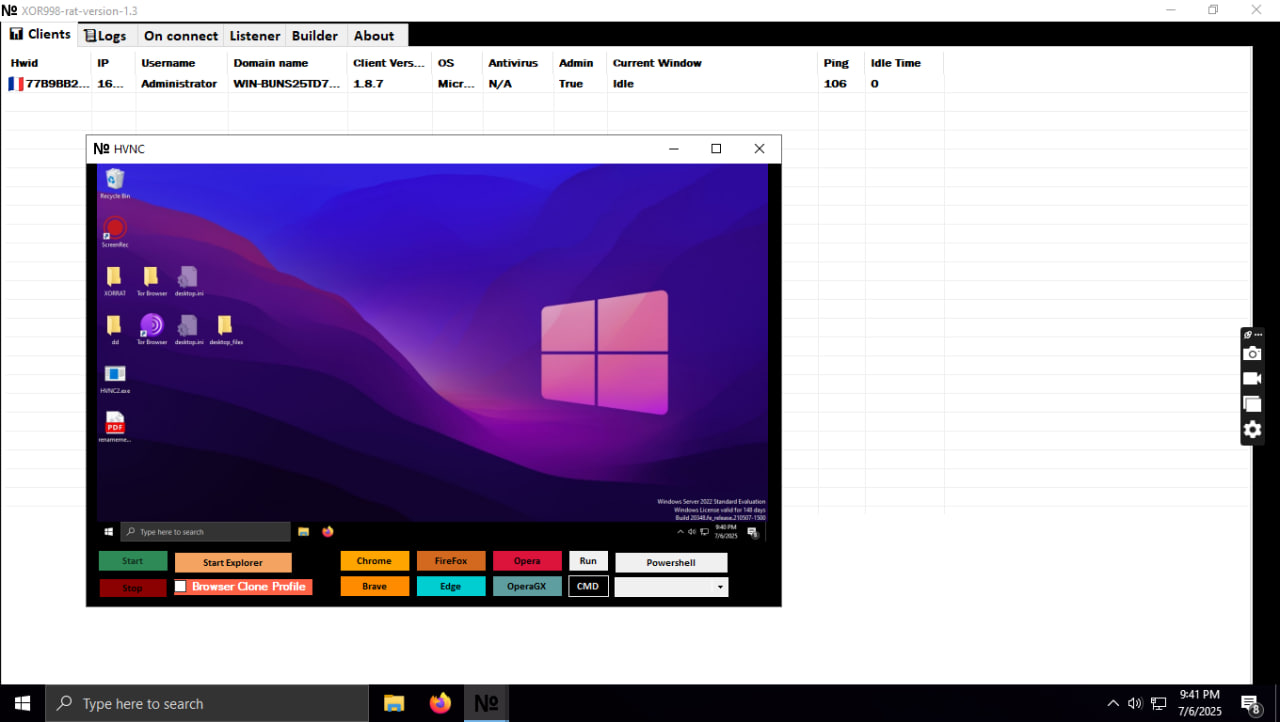 № XOR998-rat-version-1.3
Clients Logs On connect Listener Builder About
Hwid IP Username Domain name Client Vers... OS Antivirus Admin Current Window Ping Idle Time
77B9BB2... 16... Administrator WIN-BUNS25TD7... 1.8.7 Micr... N/A True Idle 106 0
№ HVNC
Recycle Bin
ScreenRec
XORRAT Tor Browser desktop.ini
dd Tor Browser desktop.ini desktop_files
HVNC2.exe
PDF
renameme...
Windows Server 2022 Standard Evaluation
Windows License valid for 148 days
Build 20348.fe_release.210507-1500
Type here to search
9:40 PM
7/6/2025
Start Start Explorer Chrome FireFox Opera Run Powershell
Stop Browser Clone Profile Brave Edge OperaGX CMD
Type here to search
№
9:41 PM
7/6/2025
8